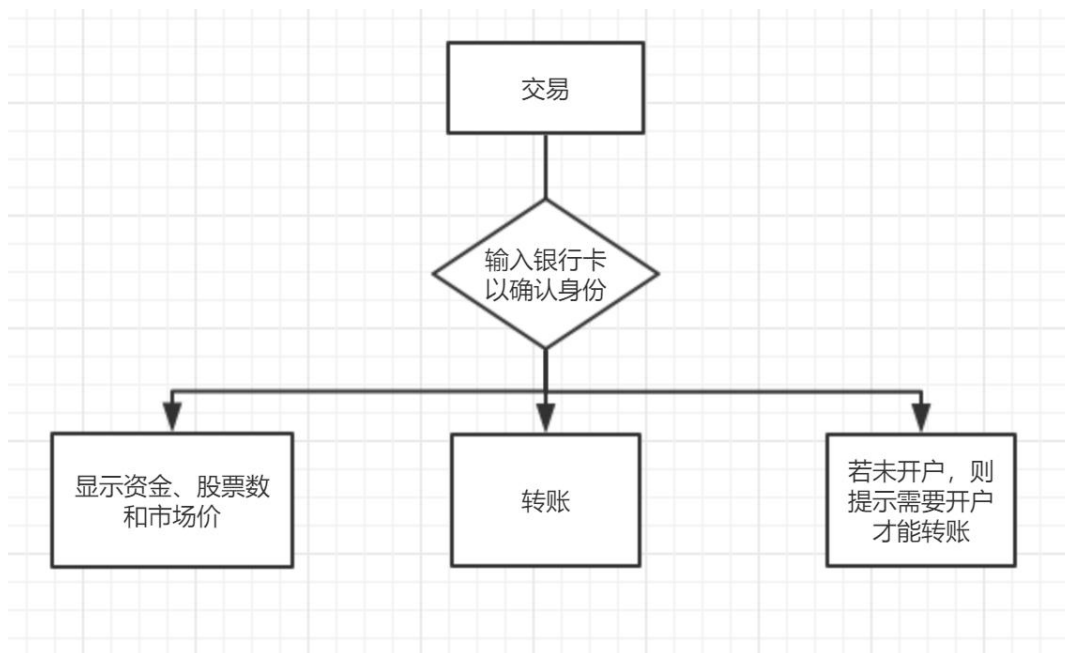 交易
输入银行卡
以确认身份
显示资金、股票数
和市场价
转账
若未开户，则
提示需要开户
才能转账